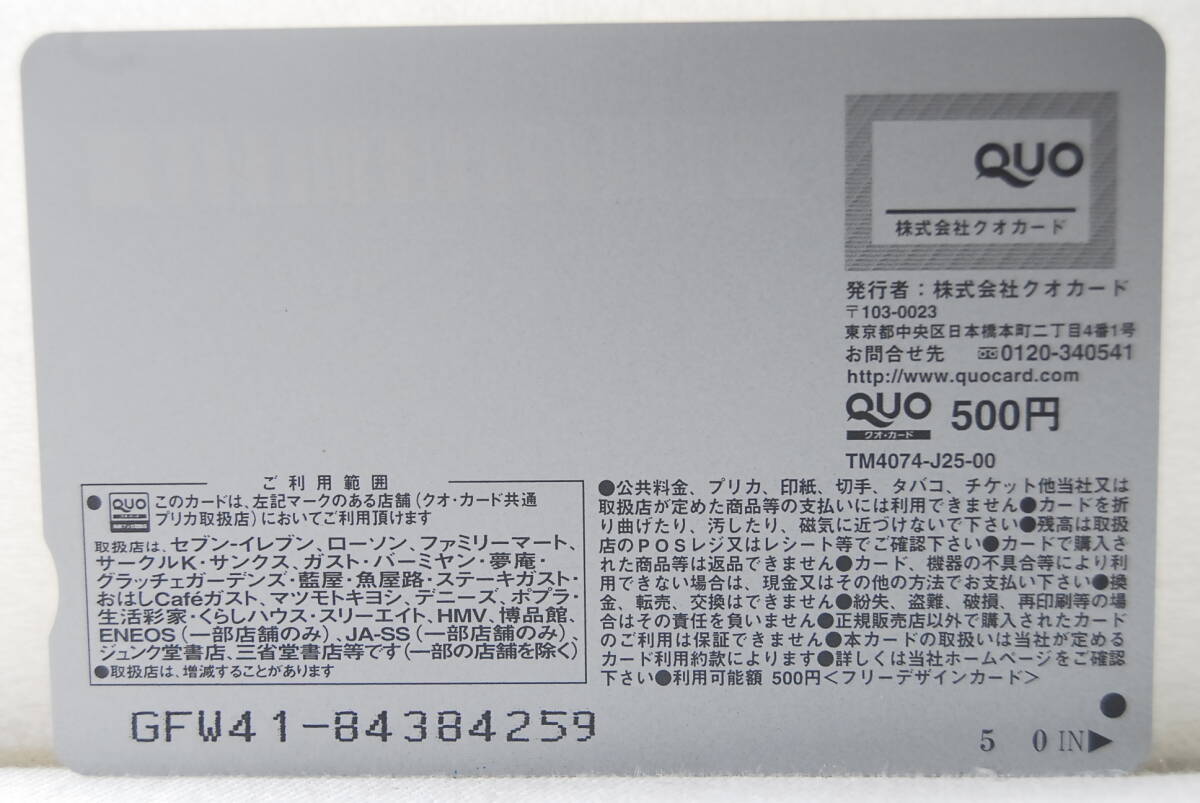 QUO
株式会社クオカード
発行者：株式会社クオカード
〒103-0023
東京都中央区日本橋本町二丁目4番1号
お問合せ先 0120-340541
http://www.quocard.com
QUO 500円
クオ・カード
TM4074-J25-00
ご利用範囲
●QUO このカードは、左記マークのある店舗（クオ・カード共通
プリカ取扱店）においてご利用頂けます
取扱店は、セブン-イレブン、ローソン、ファミリーマート、
サークルK・サンクス、ガスト・バーミヤン・夢庵・
グラッチェガーデンズ・藍屋・魚屋路・ステーキガスト・
おはしCaféガスト、マツモトキヨシ、デニーズ、ポプラ・
生活彩家・くらしハウス・スリーエイト、HMV、博品館、
ENEOS（一部店舗のみ）、JA-SS（一部店舗のみ）、
ジュンク堂書店、三省堂書店等です（一部の店舗を除く）
●取扱店は、増減することがあります
●公共料金、プリカ、印紙、切手、タバコ、チケット他当社又は
取扱店が定めた商品等の支払いには利用できません●カードを折
り曲げたり、汚したり、磁気に近づけないで下さい●残高は取扱
店のPOSレジ又はレシート等でご確認下さい●カードで購入さ
れた商品等は返品できません●カード、機器の不具合等により利
用できない場合は、現金又はその他の方法でお支払い下さい●換
金、転売、交換はできません●紛失、盗難、破損、再印刷等の場
合はその責任を負いません●正規販売店以外で購入されたカード
のご利用は保証できません●本カードの取扱いは当社が定める
カード利用約款によります●詳しくは当社ホームページをご確認
下さい●利用可能額 500円＜フリーデザインカード＞
GFW41-84384259
5 0 IN▶